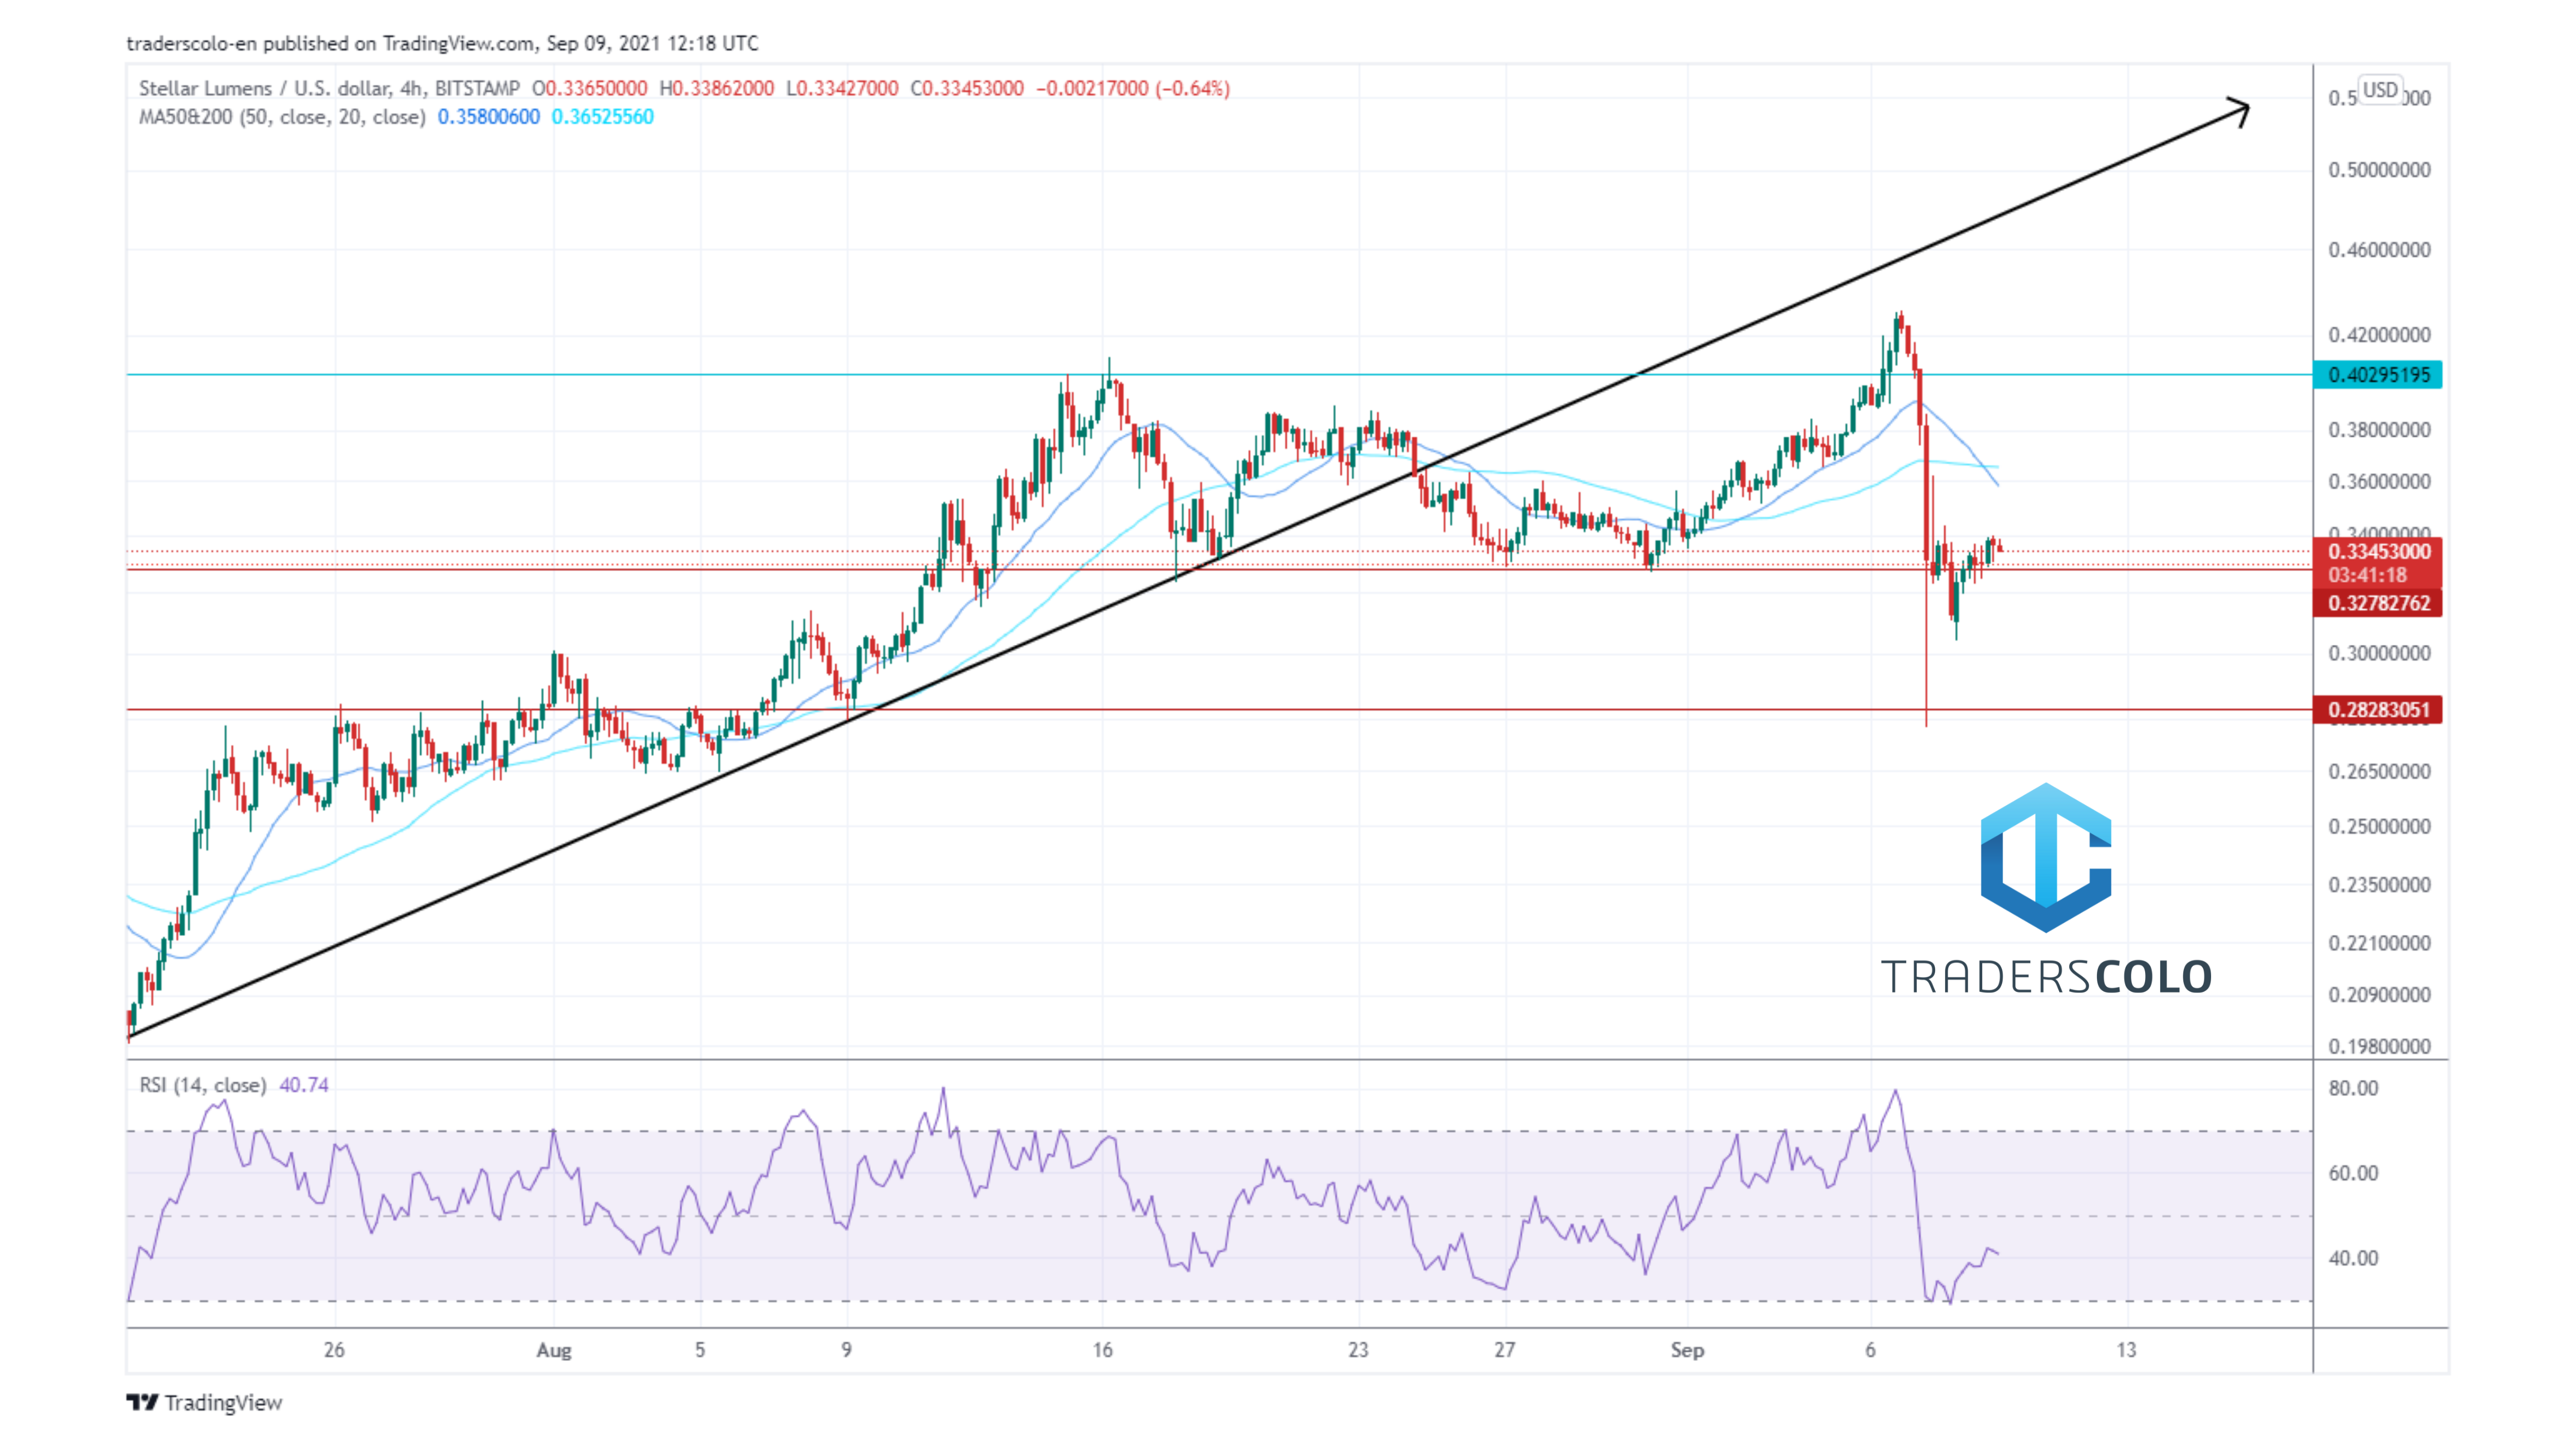 traderscolo-en published on TradingView.com, Sep 09, 2021 12:18 UTC
Stellar Lumens / U.S. dollar, 4h, BITSTAMP O0.33650000 H0.33862000 L0.33427000 C0.33453000 −0.00217000 (−0.64%)
MA50&200 (50, close, 20, close) 0.35800600 0.36525560
USD
0.50000000
0.46000000
0.42000000
0.40295195
0.38000000
0.36000000
0.34000000
0.33453000
03:41:18
0.32782762
0.30000000
0.28283051
0.26500000
0.25000000
0.23500000
0.22100000
0.20900000
0.19800000
TRADERSCOLO
RSI (14, close) 40.74
80.00
60.00
40.00
26 Aug 5 9 16 23 27 Sep 6 13
TradingView